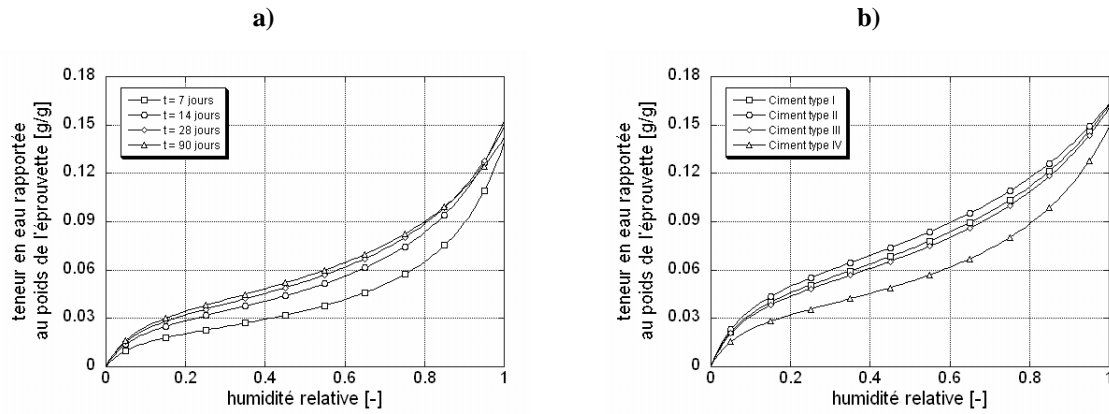 a)
0.18
0.15
0.12
0.09
0.06
0.03
0
teneur en eau rapportée
au poids de l'éprouvette [g/g]
t = 7 jours
t = 14 jours
t = 28 jours
t = 90 jours
0 0.2 0.4 0.6 0.8 1
humidité relative [-]
b)
0.18
0.15
0.12
0.09
0.06
0.03
0
teneur en eau rapportée
au poids de l'éprouvette [g/g]
Ciment type I
Ciment type II
Ciment type III
Ciment type IV
0 0.2 0.4 0.6 0.8 1
humidité relative [-]